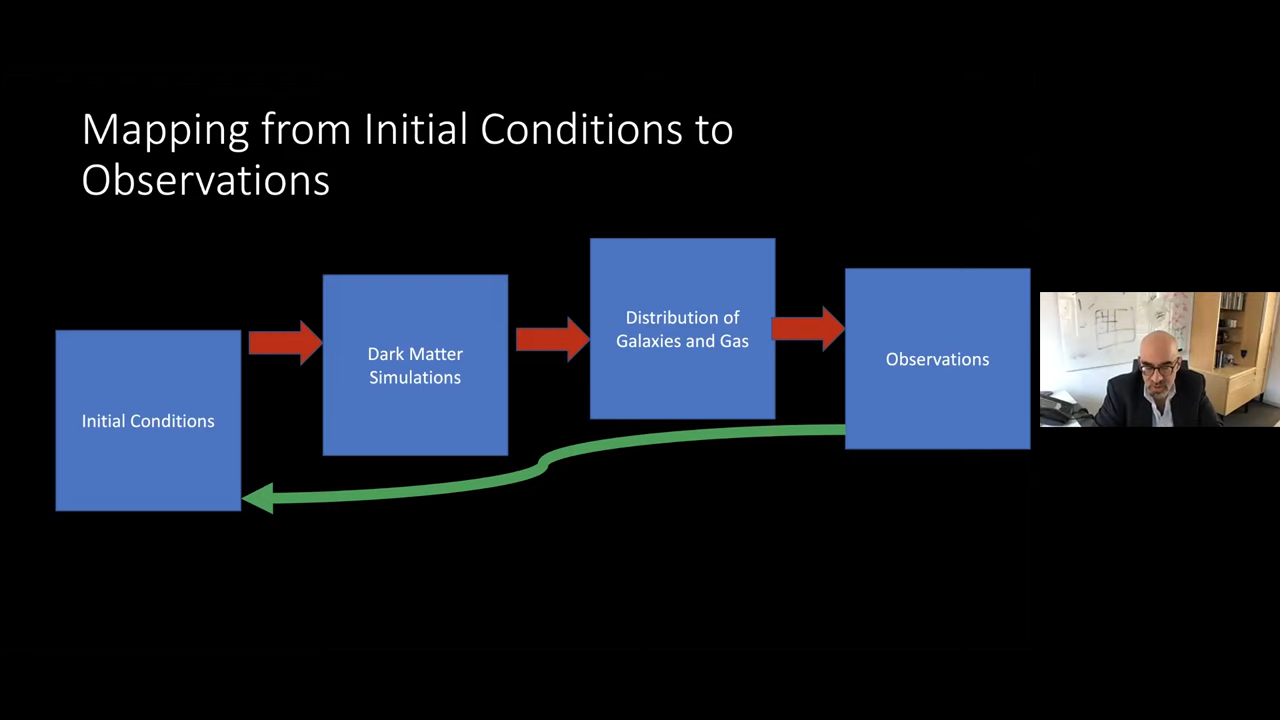 Mapping from Initial Conditions to
Observations
Initial Conditions
Dark Matter
Simulations
Distribution of
Galaxies and Gas
Observations